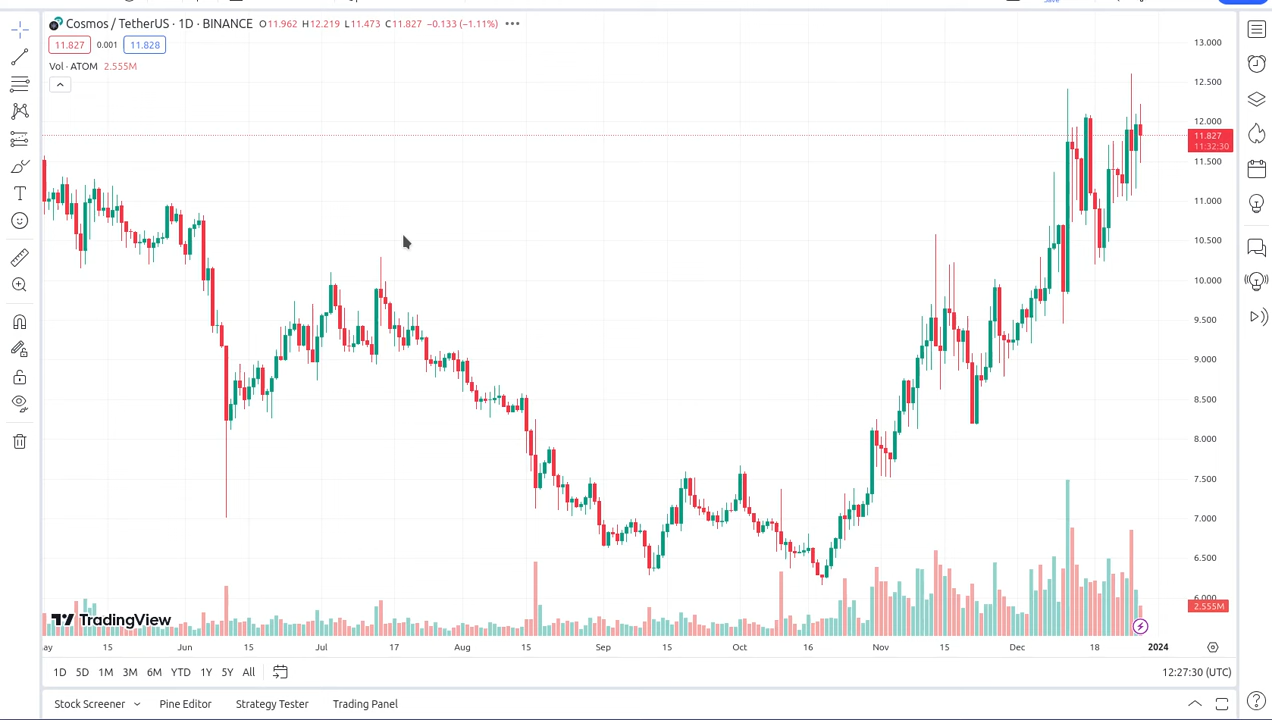 Cosmos / TetherUS · 1D · BINANCE O11.962 H12.219 L11.473 C11.827 −0.133 (−1.11%)
11.827 0.001 11.828
Vol · ATOM 2.555M
13.000
12.500
12.000
11.827
11:32:30
11.500
11.000
10.500
10.000
9.500
9.000
8.500
8.000
7.500
7.000
6.500
6.000
2.555M
TradingView
ay 15 Jun 15 Jul 17 Aug 15 Sep 15 Oct 16 Nov 15 Dec 18 2024
1D 5D 1M 3M 6M YTD 1Y 5Y All 12:27:30 (UTC)
Stock Screener Pine Editor Strategy Tester Trading Panel